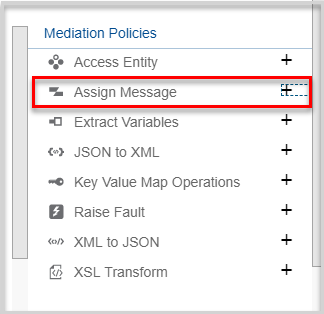 Mediation Policies
Access Entity +
Assign Message +
Extract Variables +
JSON to XML +
Key Value Map Operations +
Raise Fault +
XML to JSON +
XSL Transform +